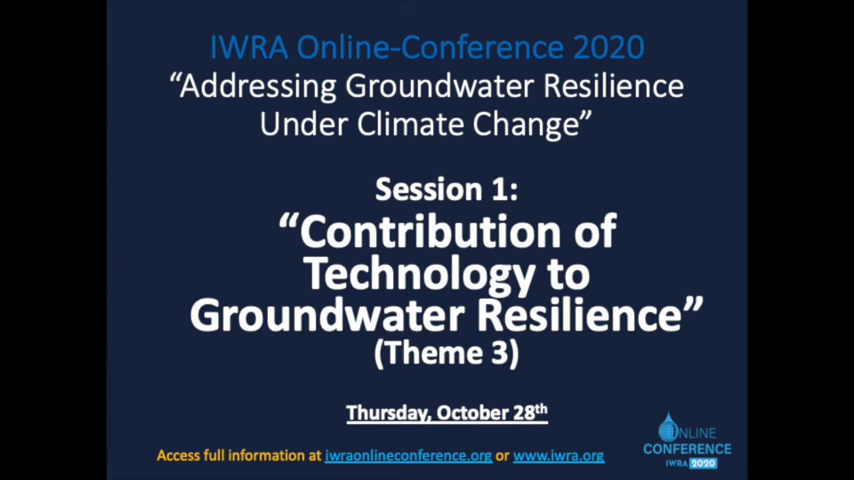 IWRA Online-Conference 2020
“Addressing Groundwater Resilience
Under Climate Change”
Session 1:
“Contribution of
Technology to
Groundwater Resilience”
(Theme 3)
Thursday, October 28th
Access full information at iwraonlineconference.org or www.iwra.org
ONLINE
CONFERENCE
IWRA 2020